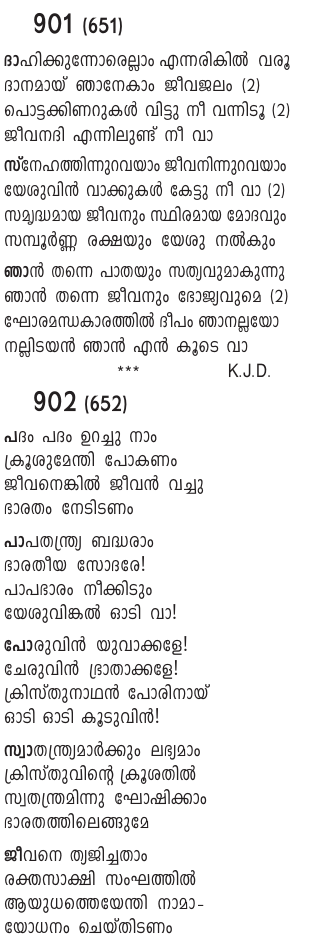 901 (651)
ദാഹിക്കുന്നോരെല്ലാം എന്നരികിൽ വരൂ
ദാനമായ് ഞാനേകാം ജീവജലം (2)
പൊട്ടക്കിണറുകൾ വിട്ടു നീ വന്നിടൂ (2)
ജീവനദി എന്നിലുണ്ട് നീ വാ
സ്നേഹത്തിന്നുറവയാം ജീവനിന്നുറവയാം
യേശുവിൻ വാക്കുകൾ കേട്ടു നീ വാ (2)
സമൃദ്ധമായ ജീവനും സ്ഥിരമായ മോദവും
സമ്പൂർണ്ണ രക്ഷയും യേശു നൽകും
ഞാൻ തന്നെ പാതയും സത്യവുമാകുന്നു
ഞാൻ തന്നെ ജീവനും ഭോജ്യവുമെ (2)
ഘോരമന്ധകാരത്തിൽ ദീപം ഞാനല്ലയോ
നല്ലിടയൻ ഞാൻ എൻ കൂടെ വാ
*** K.J.D.
902 (652)
പദം പദം ഉറച്ചു നാം
ക്രൂശുമേന്തി പോകണം
ജീവനെങ്കിൽ ജീവൻ വച്ചു
ഭാരതം നേടിടണം
പാപതന്ത്ര്യ ബദ്ധരാം
ഭാരതീയ സോദരേ!
പാപഭാരം നീക്കിടും
യേശുവിങ്കൽ ഓടി വാ!
പോരുവിൻ യുവാക്കളേ!
ചേരുവിൻ ഭ്രാതാക്കളേ!
ക്രിസ്തുനാഥൻ പോരിനായ്
ഓടി ഓടി കൂടുവിൻ!
സ്വാതന്ത്ര്യമാർക്കും ലഭ്യമാം
ക്രിസ്തുവിന്റെ ക്രൂശതിൽ
സ്വതന്ത്രമിന്നു ഘോഷിക്കാം
ഭാരതത്തിലെങ്ങുമേ
ജീവനെ ത്യജിച്ചതാം
രക്തസാക്ഷി സംഘത്തിൽ
ആയുധത്തെയേന്തി നാമാ-
യോധനം ചെയ്തിടണം